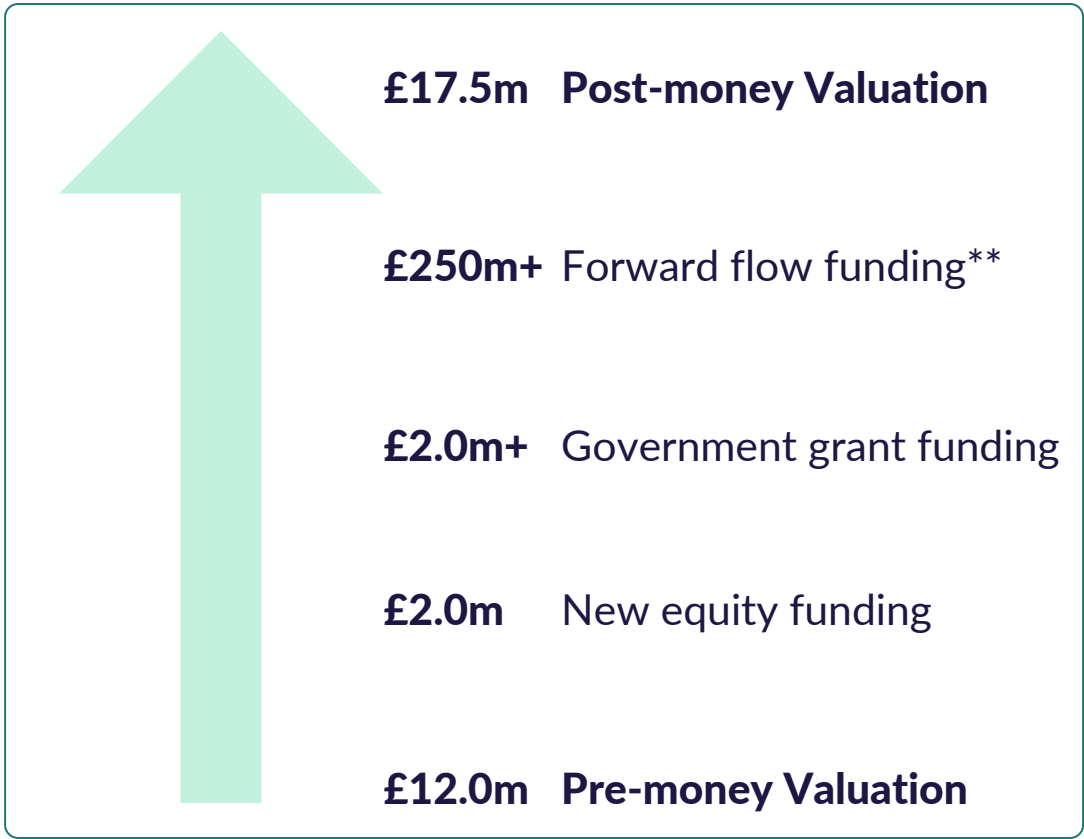 £17.5m Post-money Valuation
£250m+ Forward flow funding**
£2.0m+ Government grant funding
£2.0m New equity funding
£12.0m Pre-money Valuation